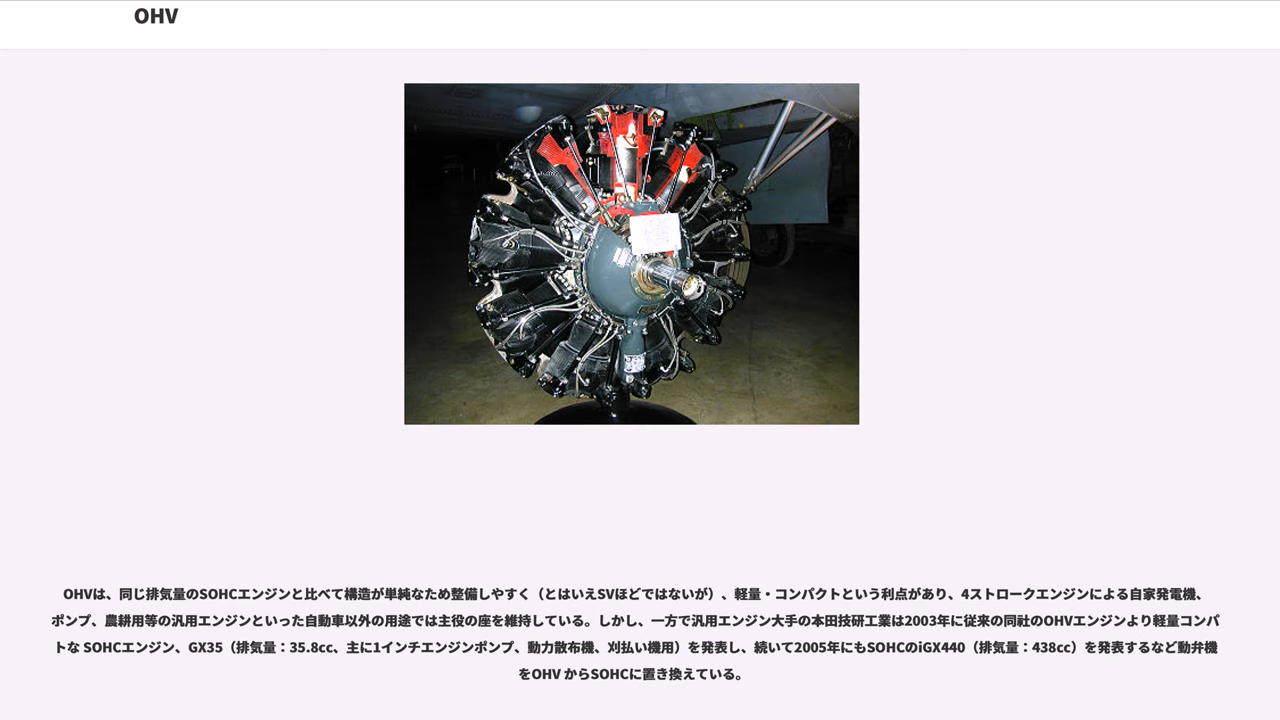 OHV
OHVは、同じ排気量のSOHCエンジンと比べて構造が単純なため整備しやすく（とはいえSVほどではないが）、軽量・コンパクトという利点があり、4ストロークエンジンによる自家発電機、
ポンプ、農耕用等の汎用エンジンといった自動車以外の用途では主役の座を維持している。しかし、一方で汎用エンジン大手の本田技研工業は2003年に従来の同社のOHVエンジンより軽量コンパ
トな SOHCエンジン、GX35（排気量：35.8cc、主に1インチエンジンポンプ、動力散布機、刈払い機用）を発表し、続いて2005年にもSOHCのiGX440（排気量：438cc）を発表するなど動弁機
をOHV からSOHCに置き換えている。